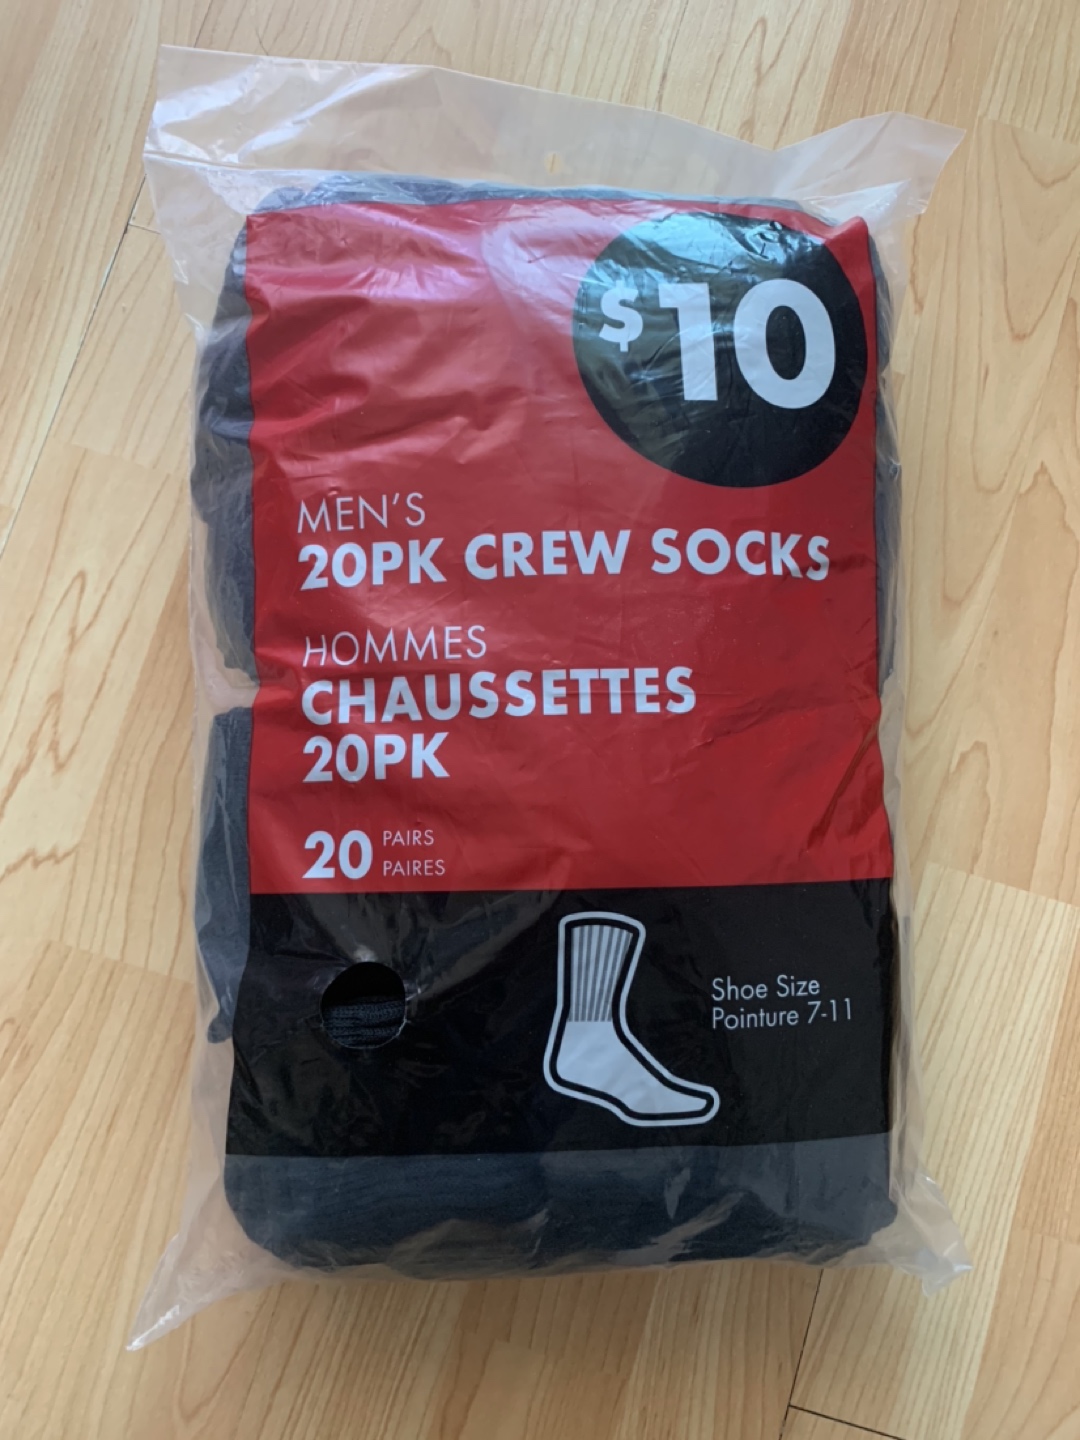 $10
MEN'S
20PK CREW SOCKS
HOMMES
CHAUSSETTES
20PK
20 PAIRS
PAIRES
Shoe Size
Pointure 7-11